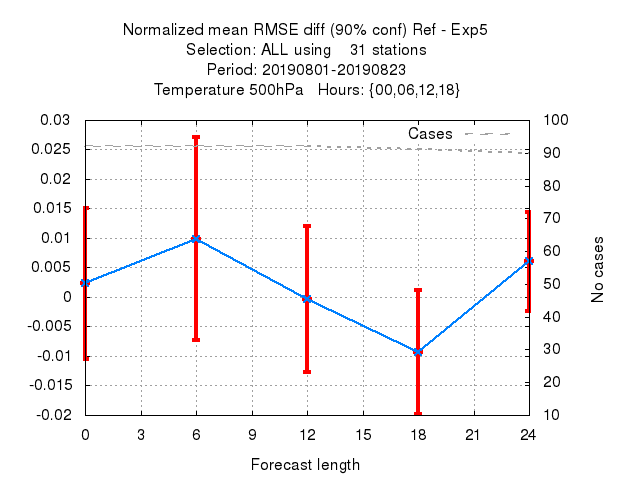 Normalized mean RMSE diff (90% conf) Ref - Exp5
Selection: ALL using    31 stations
Period: 20190801-20190823
Temperature 500hPa   Hours: {00,06,12,18}
Cases
0.03
0.025
0.02
0.015
0.01
0.005
0
-0.005
-0.01
-0.015
-0.02
100
90
80
70
60
50
40
30
20
10
No cases
0 3 6 9 12 15 18 21 24
Forecast length